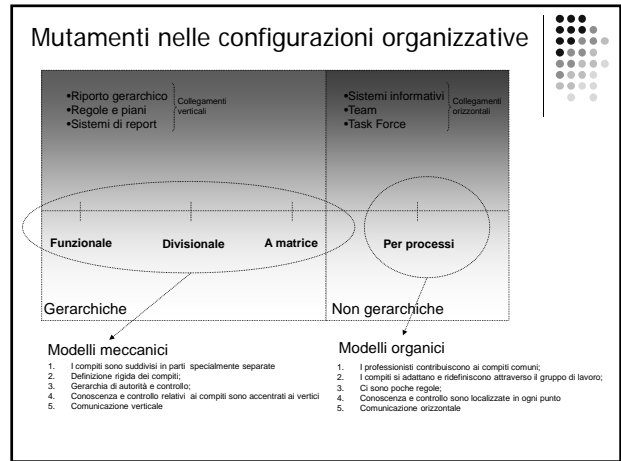 Mutamenti nelle configurazioni organizzative
•Riporto gerarchico
•Regole e piani
•Sistemi di report
Collegamenti
verticali
•Sistemi informativi
•Team
•Task Force
Collegamenti
orizzontali
Funzionale
Divisionale
A matrice
Per processi
Gerarchiche
Non gerarchiche
Modelli meccanici
1. I compiti sono suddivisi in parti specialmente separate
2. Definizione rigida dei compiti;
3. Gerarchia di autorità e controllo;
4. Conoscenza e controllo relativi ai compiti sono accentrati ai vertici
5. Comunicazione verticale
Modelli organici
1. I professionisti contribuiscono ai compiti comuni;
2. I compiti si adattano e ridefiniscono attraverso il gruppo di lavoro;
3. Ci sono poche regole;
4. Conoscenza e controllo sono localizzate in ogni punto
5. Comunicazione orizzontale